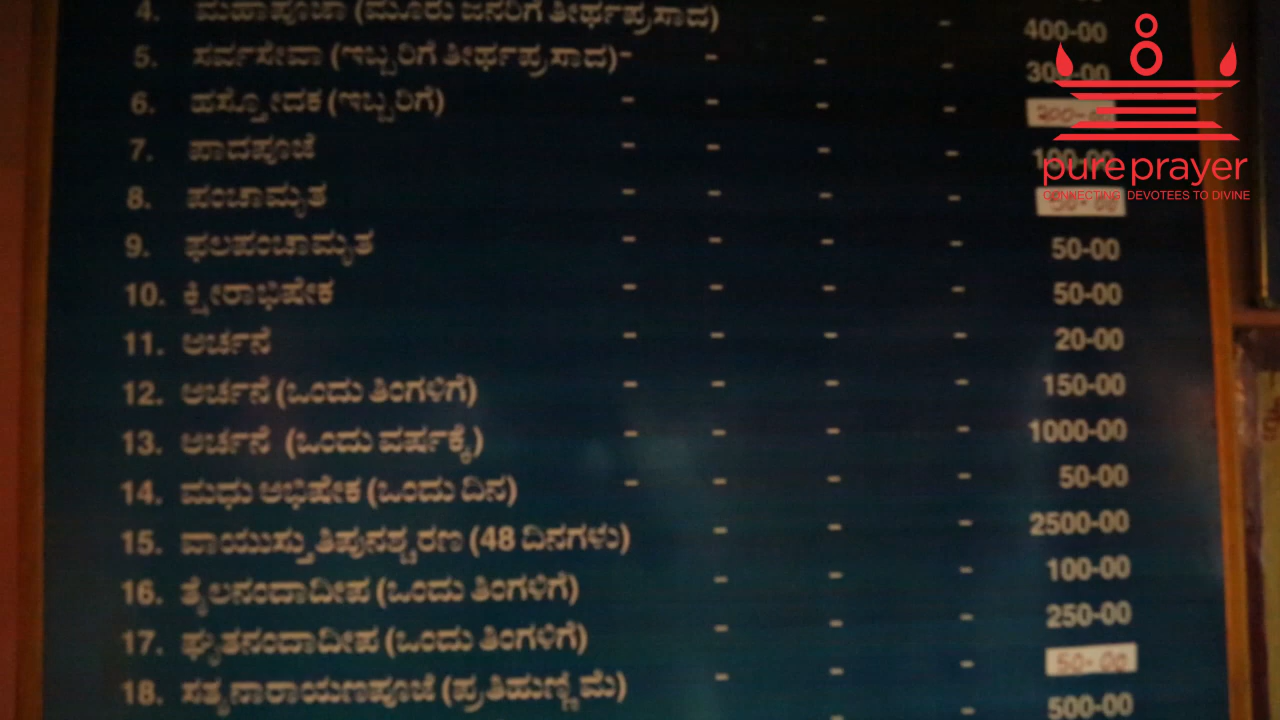 4. ಮಹಾಪೂಜಾ (ಮೂರು ಜನರಿಗೆ ತೀರ್ಥಪ್ರಸಾದ) - - 400-00
5. ಸರ್ವಸೇವಾ (ಇಬ್ಬರಿಗೆ ತೀರ್ಥಪ್ರಸಾದ)- - - - 300-00
6. ಹಸ್ತೋದಕ (ಇಬ್ಬರಿಗೆ) - - - - 200-00
7. ಪಾದಪೂಜೆ - - - - 100-00
8. ಪಂಚಾಮೃತ - - - - 50-00
9. ಫಲಪಂಚಾಮೃತ - - - - 50-00
10. ಕ್ಷೀರಾಭಿಷೇಕ - - - - 50-00
11. ಅರ್ಚನೆ - - - - 20-00
12. ಅರ್ಚನೆ (ಒಂದು ತಿಂಗಳಿಗೆ) - - - - 150-00
13. ಅರ್ಚನೆ (ಒಂದು ವರ್ಷಕ್ಕೆ) - - - - 1000-00
14. ಮಧು ಅಭಿಷೇಕ (ಒಂದು ದಿನ) - - - - 50-00
15. ವಾಯುಸ್ತುತಿಪುನಶ್ಚರಣ (48 ದಿನಗಳು) - - - 2500-00
16. ತೈಲನಂದಾದೀಪ (ಒಂದು ತಿಂಗಳಿಗೆ) - - - 100-00
17. ಘೃತನಂದಾದೀಪ (ಒಂದು ತಿಂಗಳಿಗೆ) - - - 250-00
18. ಸತ್ಯನಾರಾಯಣಪೂಜೆ (ಪ್ರತಿಹುಣ್ಣಿಮೆ) - - - 50-00
- - 500-00
pure prayer
CONNECTING DEVOTEES TO DIVINE